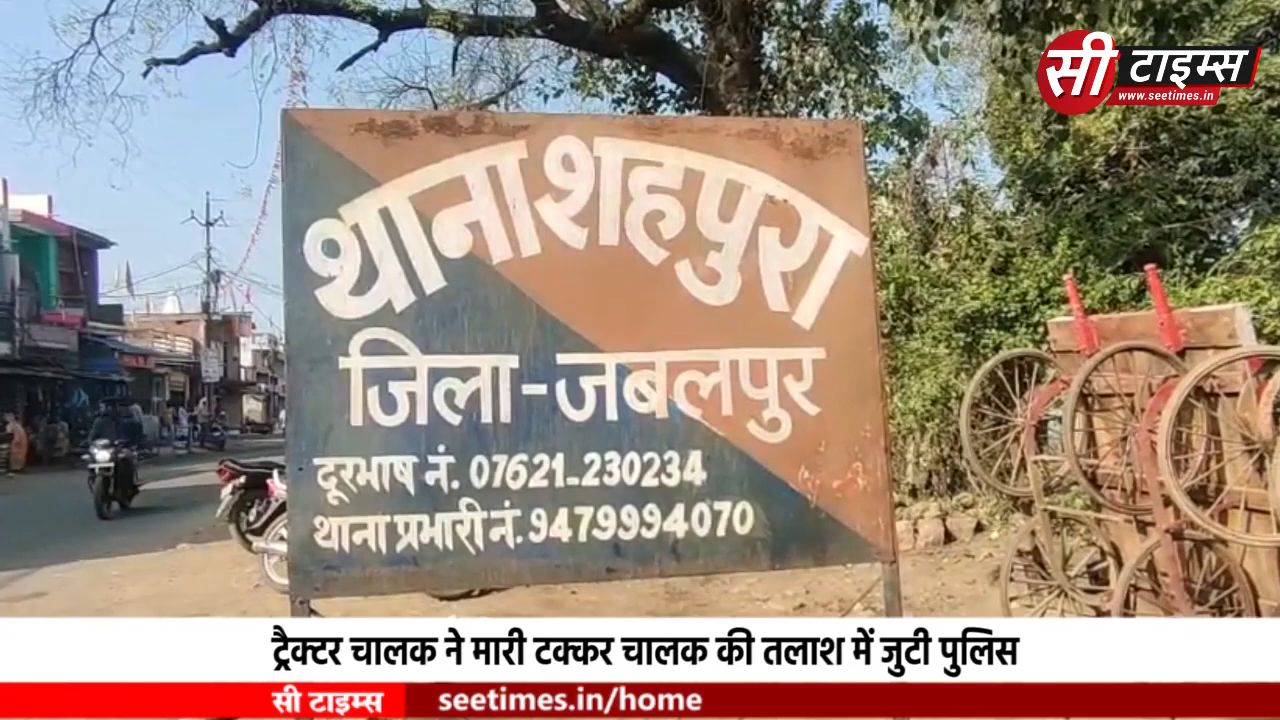 सी टाइम्स
www.seetimes.in
थाना शहपुरा
जिला-जबलपुर
दूरभाष नं. 07621-230234
थाना प्रभारी नं. 9479994070
ट्रैक्टर चालक ने मारी टक्कर चालक की तलाश में जुटी पुलिस
सी टाइम्स seetimes.in/home